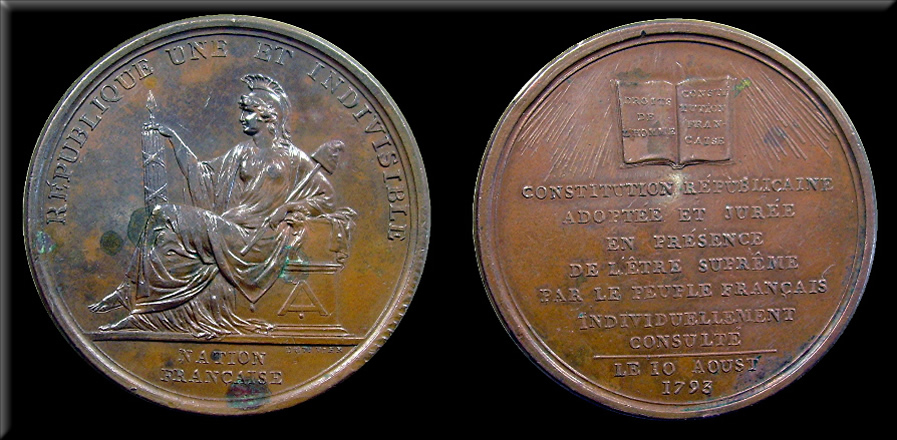 RÉPUBLIQUE UNE ET INDIVISIBLE
NATION
FRANÇAISE
DROITS
DE
L'HOMME
CONSTI
TUTION
FRAN
CAISE
CONSTITUTION RÉPUBLICAINE
ADOPTÉE ET JURÉE
EN PRÉSENCE
DE L'ÊTRE SUPRÊME
PAR LE PEUPLE FRANÇAIS
INDIVIDUELLEMENT
CONSULTÉ
LE 10 AOUST
1793